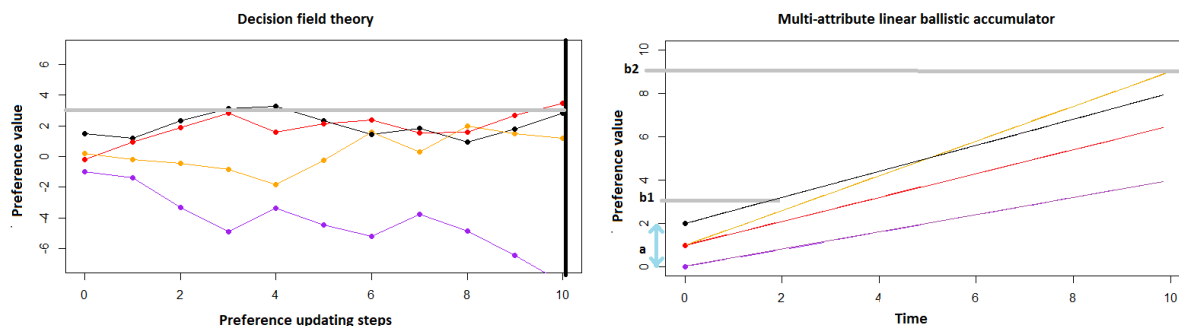 Decision field theory
Preference value
6
4
2
0
-2
-4
-6
0 2 4 6 8 10
Preference updating steps
Multi-attribute linear ballistic accumulator
Preference value
b2
b1
a
10
8
6
4
2
0
0 2 4 6 8 10
Time